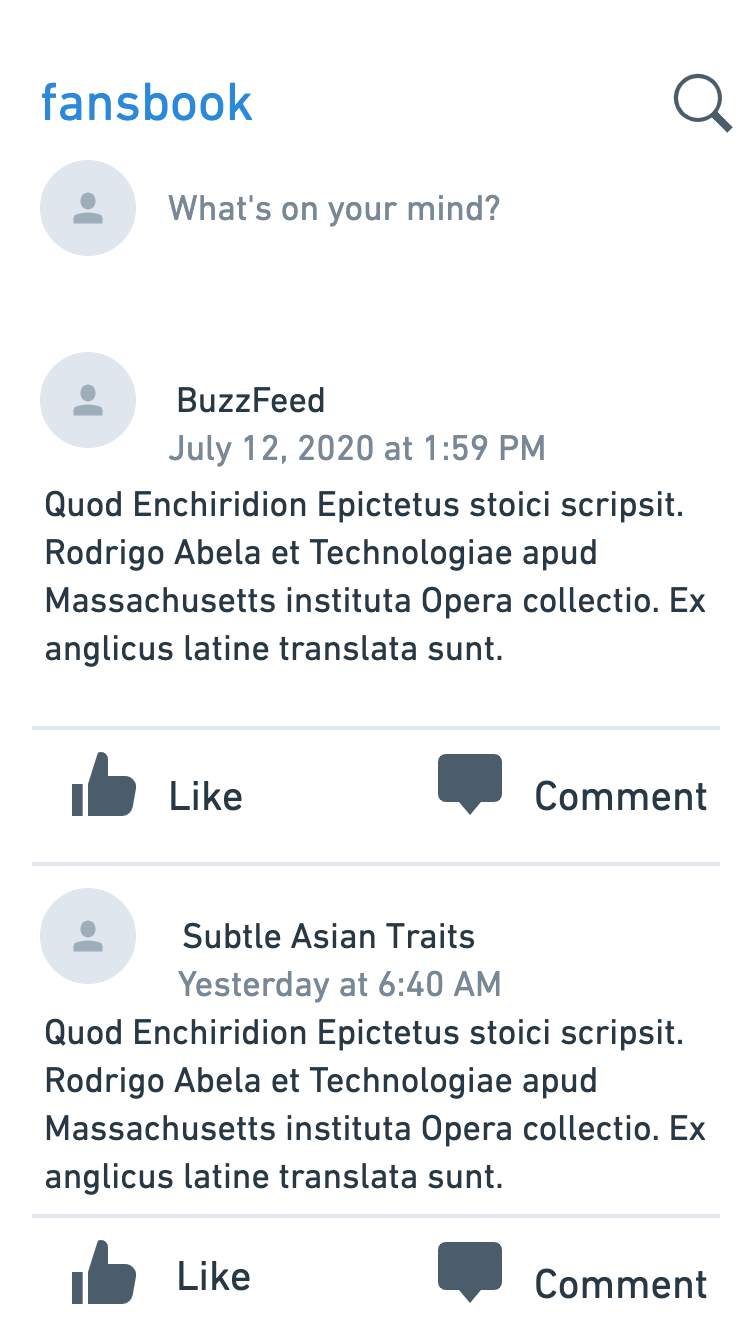 fansbook
What's on your mind?
BuzzFeed
July 12, 2020 at 1:59 PM
Quod Enchiridion Epictetus stoici scripsit.
Rodrigo Abela et Technologiae apud
Massachusetts instituta Opera collectio. Ex
anglicus latine translata sunt.
Like Comment
Subtle Asian Traits
Yesterday at 6:40 AM
Quod Enchiridion Epictetus stoici scripsit.
Rodrigo Abela et Technologiae apud
Massachusetts instituta Opera collectio. Ex
anglicus latine translata sunt.
Like Comment